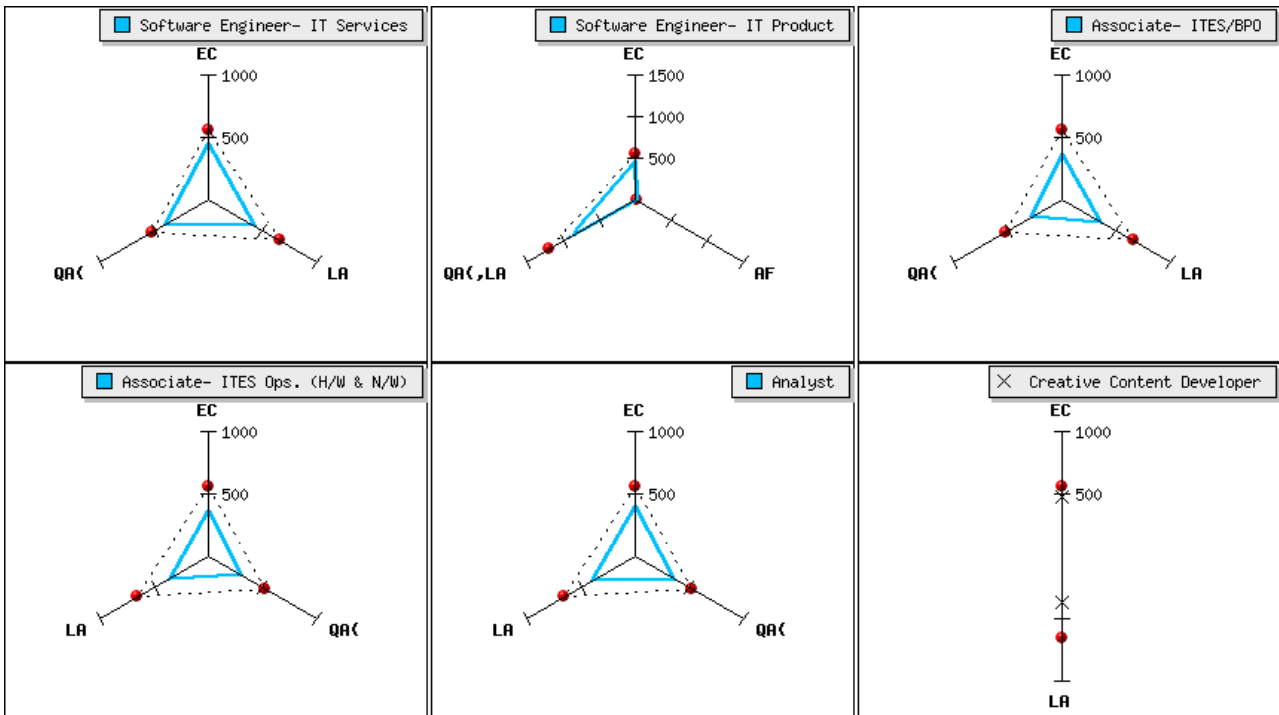 Software Engineer- IT Services
EC
1000
500
QA(
LA
Software Engineer- IT Product
EC
1500
1000
500
QA(,LA
AF
Associate- ITES/BPO
EC
1000
500
QA(
LA
Associate- ITES Ops. (H/W & N/W)
EC
1000
500
LA
QA(
Analyst
EC
1000
500
LA
QA(
Creative Content Developer
EC
1000
500
LA